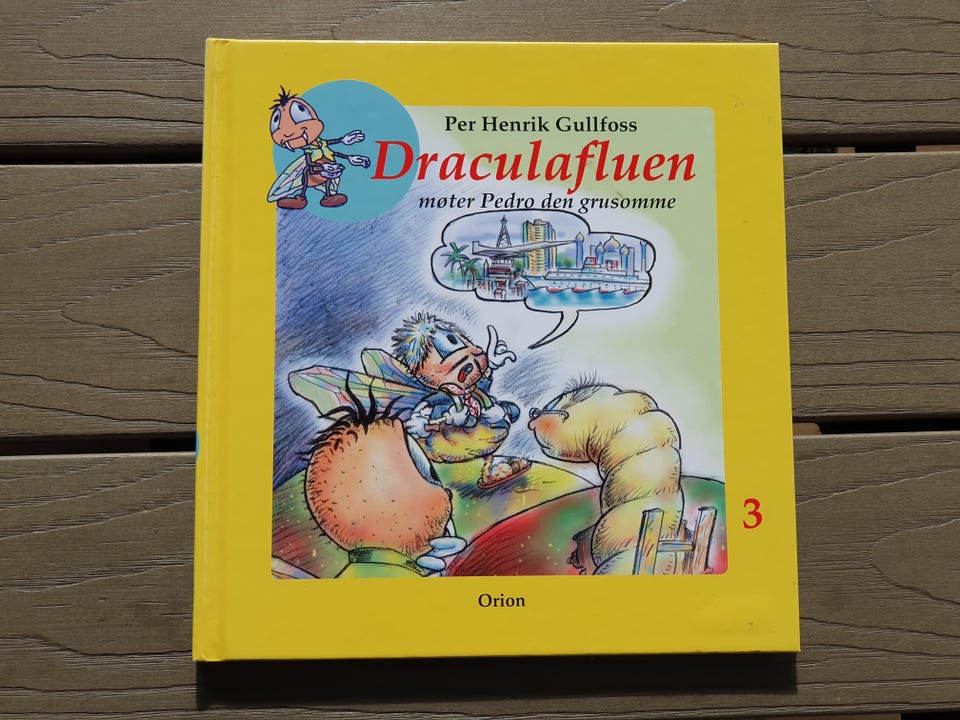 Per Henrik Gullfoss
Draculafluen
møter Pedro den grusomme
3
Orion